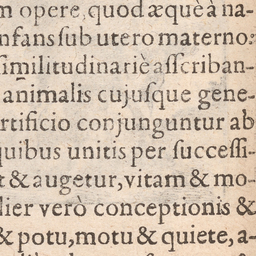 m opere, quod æquè à na-
nfans ſub utero materno:
ſimilitudinariè aſſcriban-
animalis cujuſque gene-
rtificio conjunguntur ab
quibus unitis per ſucceſſi-
t & augetur, vitam & mo-
lier verò conceptionis &
& potu, motu & quiete, a-